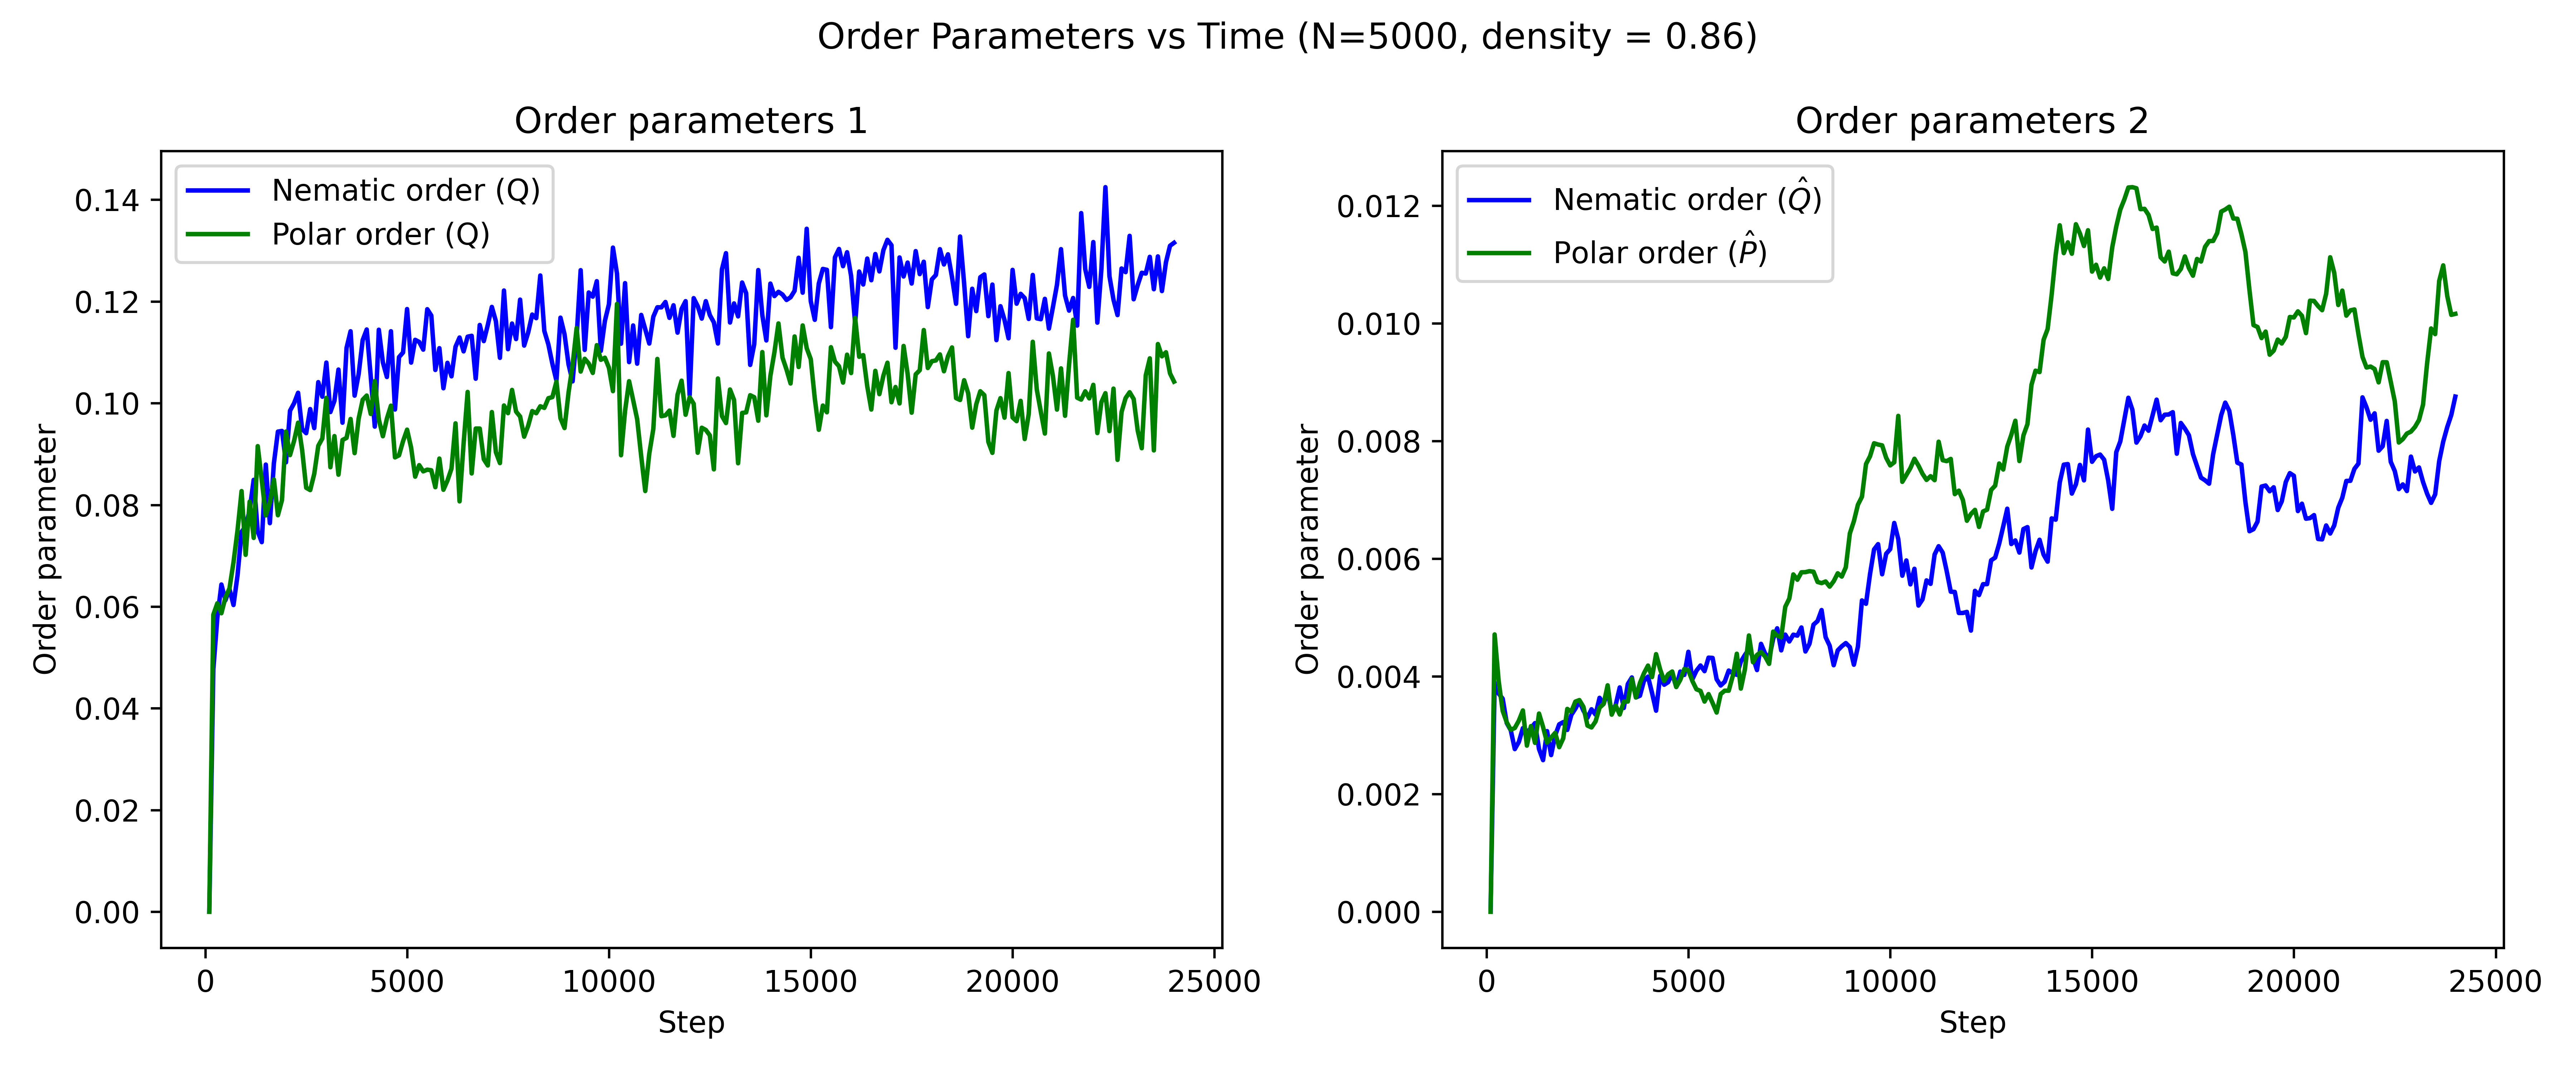 Order Parameters vs Time (N=5000, density = 0.86)
Order parameters 1
Nematic order (Q)
Polar order (Q)
Order parameter
0.14
0.12
0.10
0.08
0.06
0.04
0.02
0.00
0 5000 10000 15000 20000 25000
Step
Order parameters 2
Nematic order (Q̂)
Polar order (P̂)
Order parameter
0.012
0.010
0.008
0.006
0.004
0.002
0.000
0 5000 10000 15000 20000 25000
Step